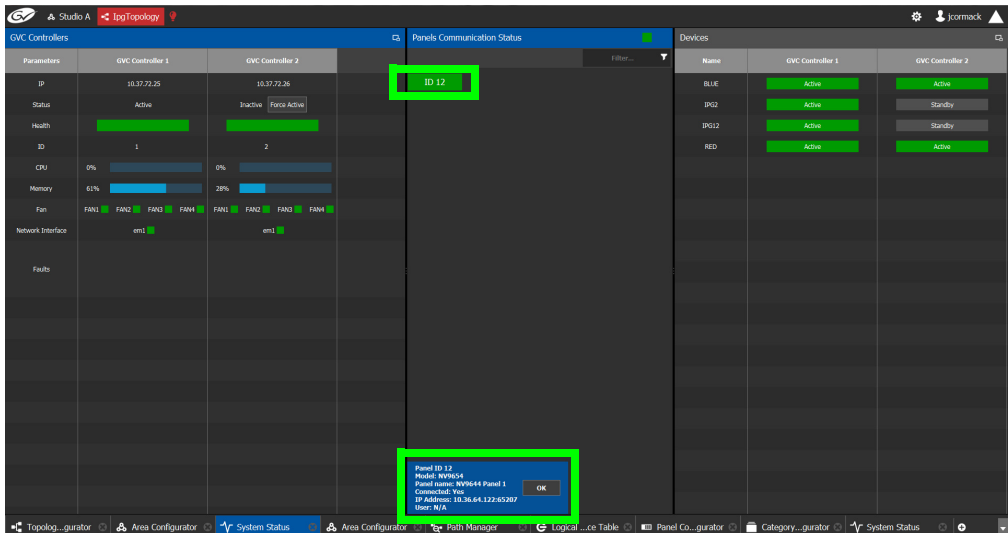 GV Studio A IpgTopology jcormack
GVC Controllers
Parameters GVC Controller 1 GVC Controller 2
IP 10.37.72.25 10.37.72.26
Status Active Inactive Force Active
Health
ID 1 2
CPU 0% 0%
Memory 61% 28%
Fan FAN1 FAN2 FAN3 FAN4 FAN1 FAN2 FAN3 FAN4
Network Interface em1 em1
Faults
Panels Communication Status
Filter...
ID 12
Panel ID 12
Model: NV9654
Panel name: NV9644 Panel 1
Connected: Yes
IP Address: 10.36.64.122:65207
User: N/A
OK
Devices
Name GVC Controller 1 GVC Controller 2
BLUE Active Active
IPG2 Active Standby
IPG12 Active Standby
RED Active Active
Topolog...gurator Area Configurator System Status Area Configurator Path Manager Logical ...ce Table Panel Co...gurator Category...gurator System Status